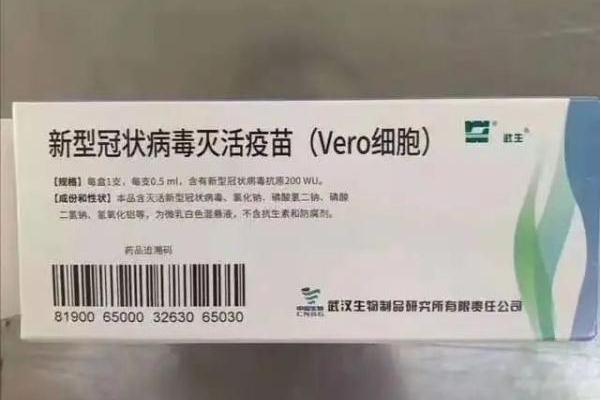 新型冠状病毒灭活疫苗（Vero细胞）
武生
【规格】每盒1支，每支0.5 ml，含有新型冠状病毒抗原200 WU。
【成份和性状】本品含灭活新型冠状病毒、氯化钠、磷酸氢二钠、磷酸
二氢钠、氢氧化铝等，为微乳白色混悬液，不含抗生素和防腐剂。
药品追溯码
81900 65000 32630 65030
中国生物
CNBG
武汉生物制品研究所有限责任公司